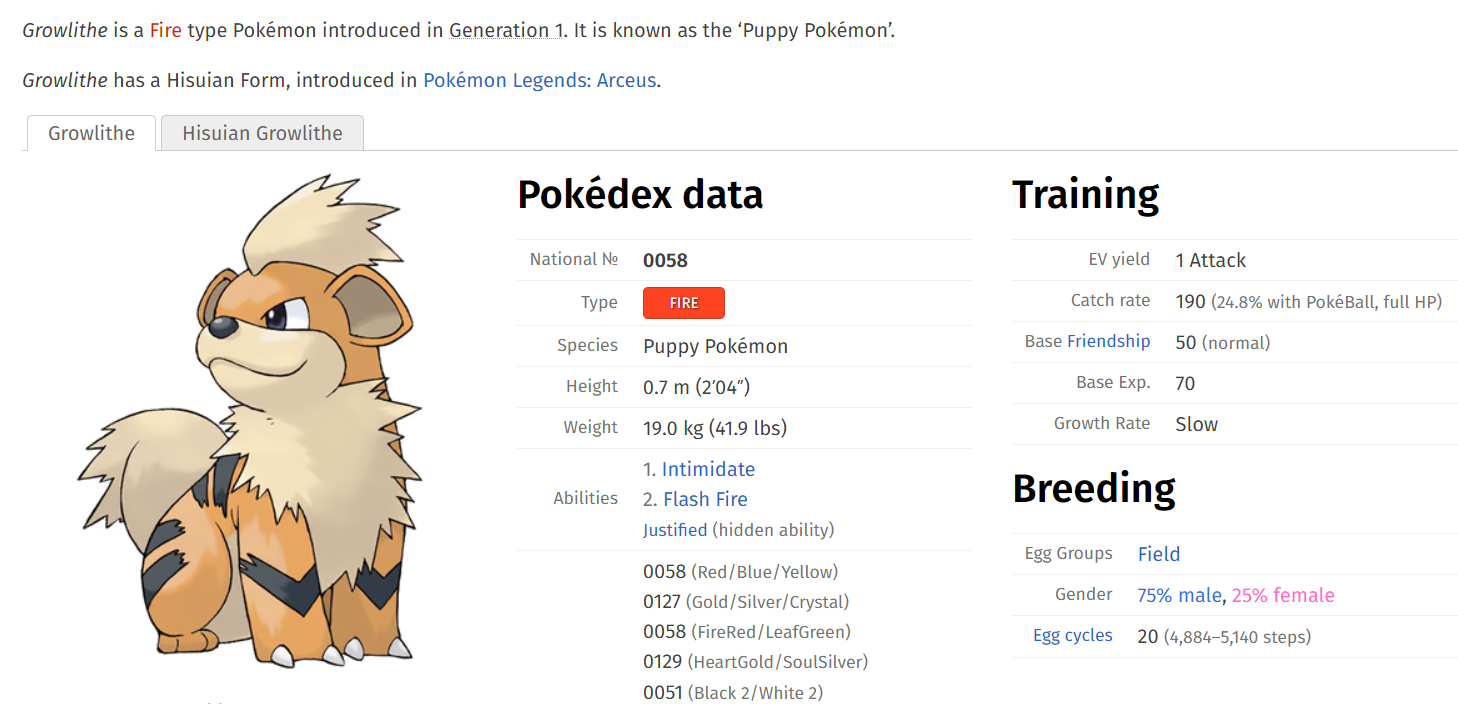 Growlithe is a Fire type Pokémon introduced in Generation 1. It is known as the ‘Puppy Pokémon’.
Growlithe has a Hisuian Form, introduced in Pokémon Legends: Arceus.
Growlithe
Hisuian Growlithe
Pokédex data
National № 0058
Type FIRE
Species Puppy Pokémon
Height 0.7 m (2′04″)
Weight 19.0 kg (41.9 lbs)
Abilities
1. Intimidate
2. Flash Fire
Justified (hidden ability)
0058 (Red/Blue/Yellow)
0127 (Gold/Silver/Crystal)
0058 (FireRed/LeafGreen)
0129 (HeartGold/SoulSilver)
0051 (Black 2/White 2)
Training
EV yield 1 Attack
Catch rate 190 (24.8% with PokéBall, full HP)
Base Friendship 50 (normal)
Base Exp. 70
Growth Rate Slow
Breeding
Egg Groups Field
Gender 75% male, 25% female
Egg cycles 20 (4,884–5,140 steps)